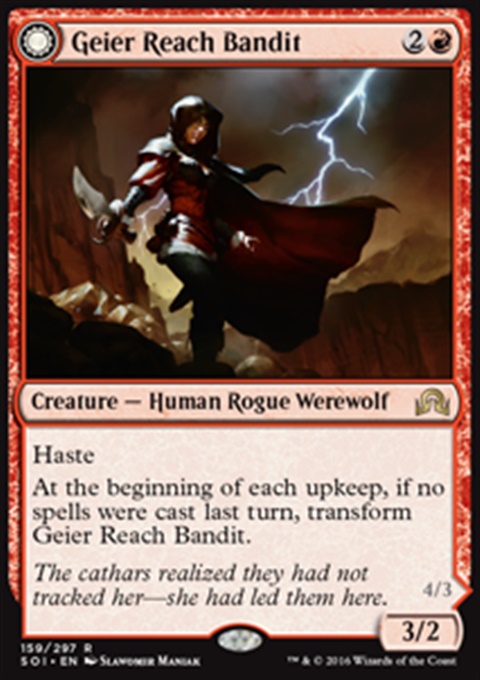 Geier Reach Bandit 2
Creature — Human Rogue Werewolf
Haste
At the beginning of each upkeep, if no
spells were cast last turn, transform
Geier Reach Bandit.
The cathars realized they had not
tracked her—she had led them here.
4/3
3/2
159/297 R
SOI • EN Slawomir Maniak
™ & © 2016 Wizards of the Coast